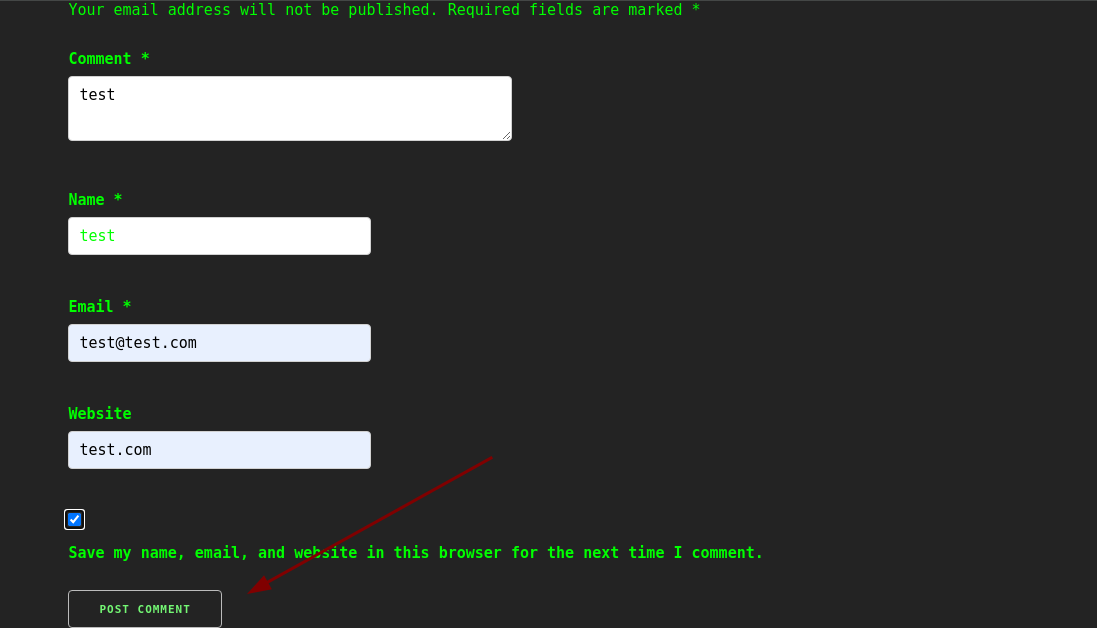 Your email address will not be published. Required fields are marked *
Comment *
test
Name *
test
Email *
test@test.com
Website
test.com
Save my name, email, and website in this browser for the next time I comment.
POST COMMENT